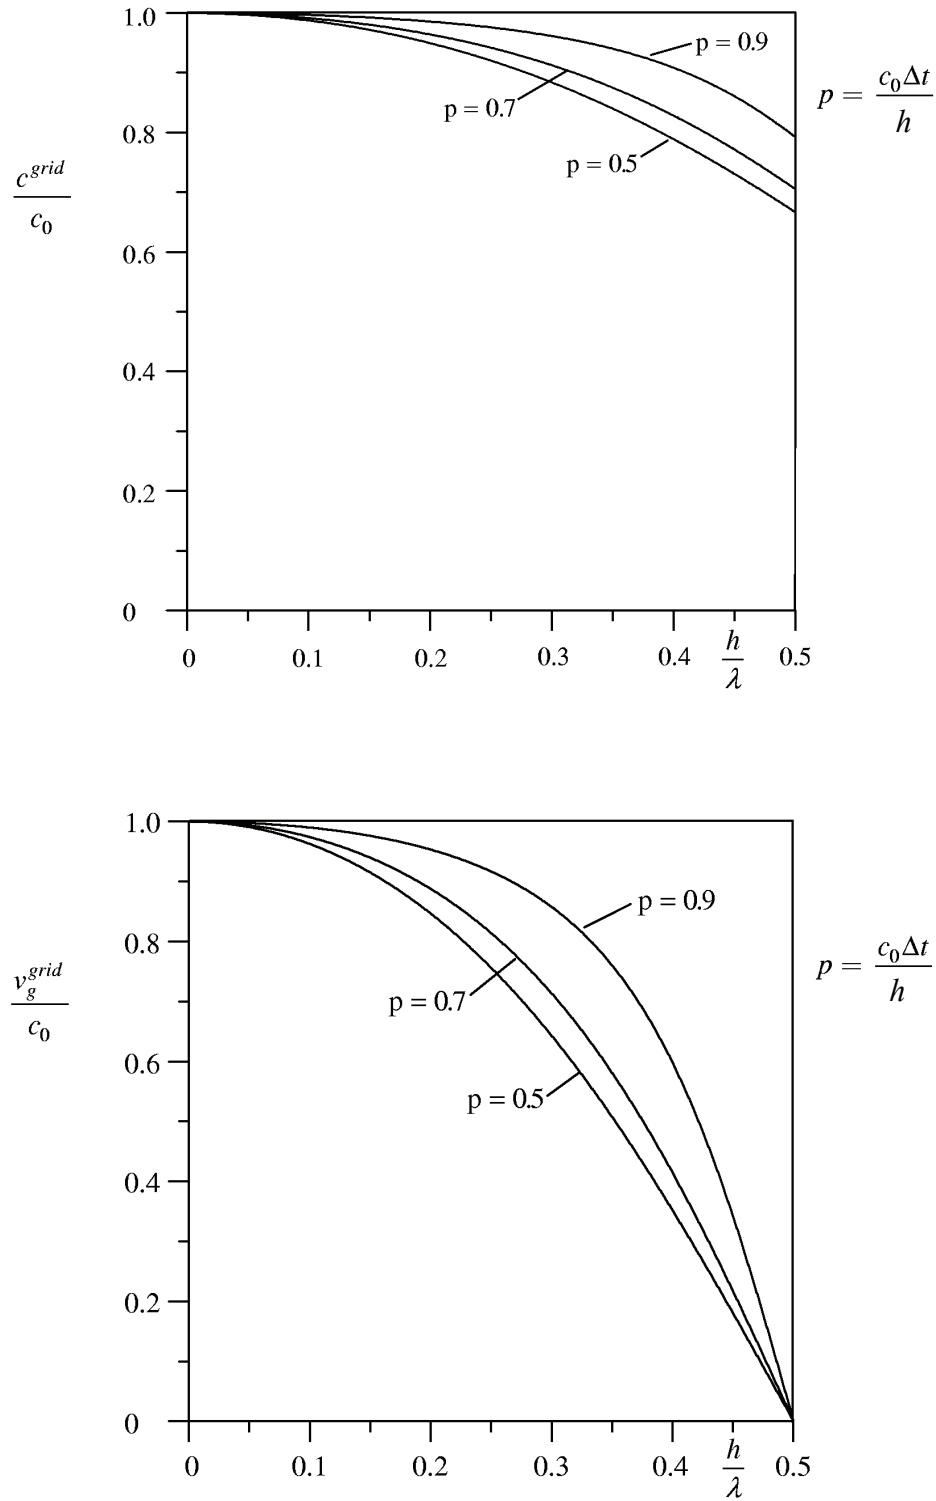 1.0
p = 0.9
p = c₀Δt / h
p = 0.7
0.8
p = 0.5
c^{grid} / c₀
0.6
0.4
0.2
0
0 0.1 0.2 0.3 0.4 h/λ 0.5
1.0
p = 0.9
0.8
p = c₀Δt / h
v_g^{grid} / c₀
p = 0.7
0.6
p = 0.5
0.4
0.2
0
0 0.1 0.2 0.3 0.4 h/λ 0.5